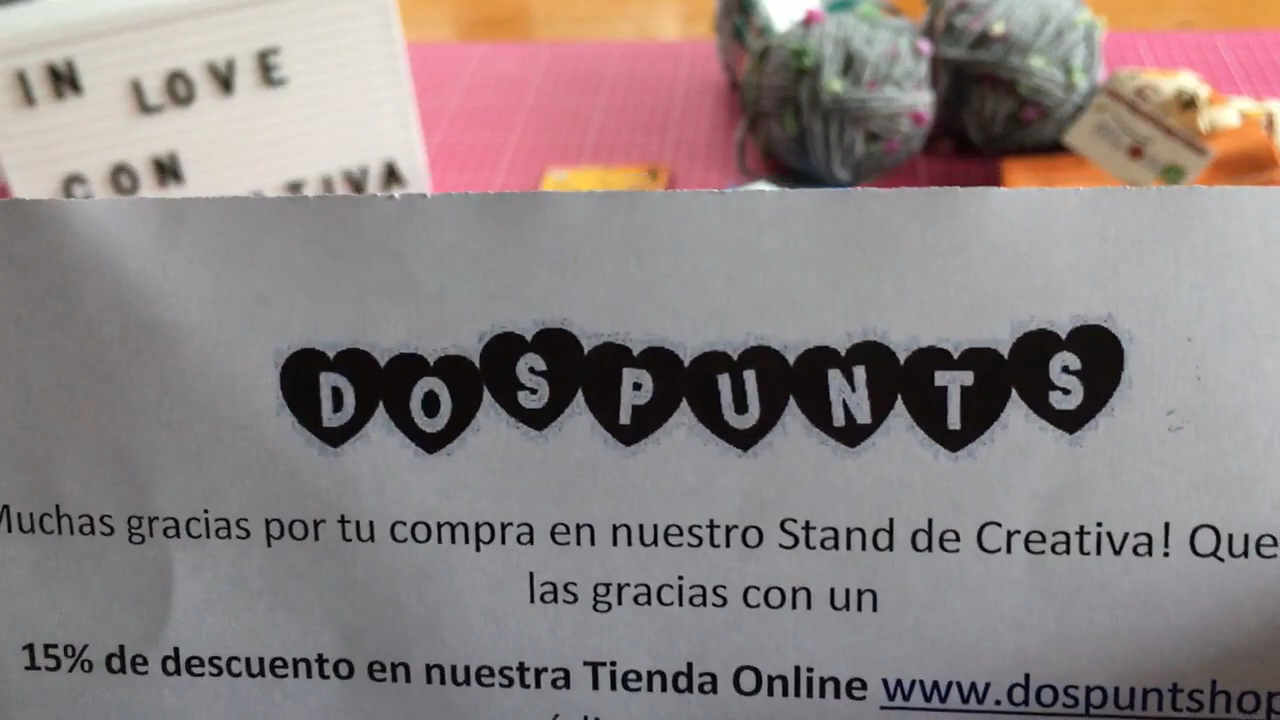 IN LOVE
CON
DOSPUNTS
Muchas gracias por tu compra en nuestro Stand de Creativa! Que
las gracias con un
15% de descuento en nuestra Tienda Online www.dospuntshop